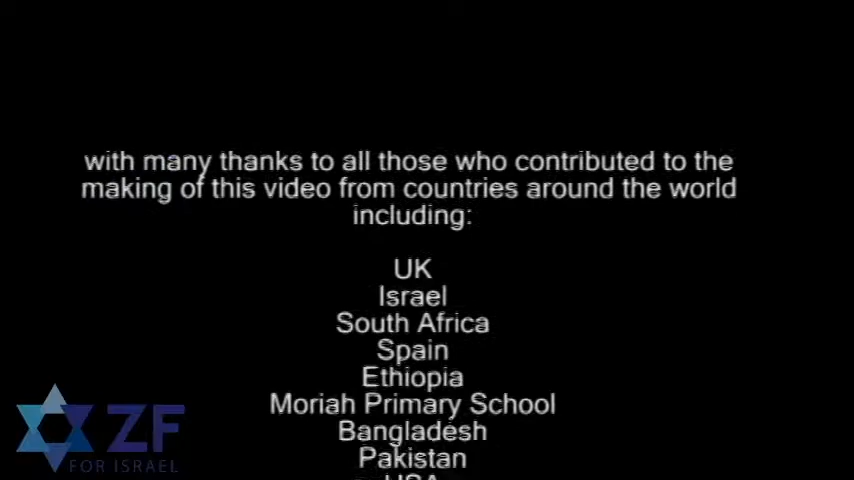 with many thanks to all those who contributed to the
making of this video from countries around the world
including:
UK
Israel
South Africa
Spain
Ethiopia
Moriah Primary School
Bangladesh
Pakistan
USA
ZF
FOR ISRAEL